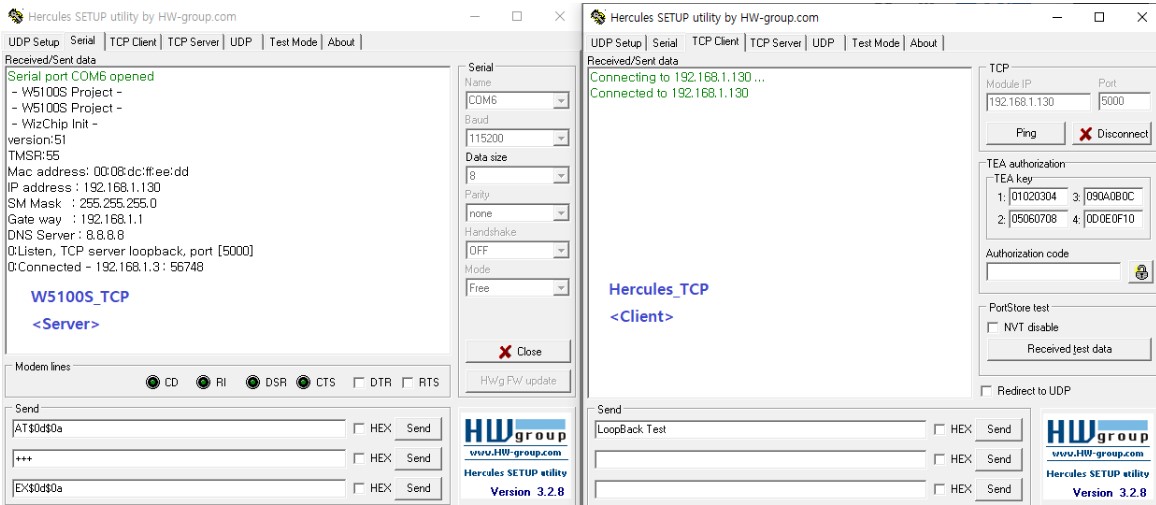 Hercules SETUP utility by HW-group.com
UDP Setup Serial TCP Client TCP Server UDP Test Mode About
Received/Sent data
Serial port COM6 opened
- W5100S Project -
- W5100S Project -
- WizChip Init -
version:51
TMSR:55
Mac address: 00:08:dc:ff:ee:dd
IP address : 192.168.1.130
SM Mask : 255.255.255.0
Gate way : 192.168.1.1
DNS Server : 8.8.8.8
0:Listen, TCP server loopback, port [5000]
0:Connected - 192.168.1.3 : 56748
W5100S_TCP
<Server>
Serial
Name
COM6
Baud
115200
Data size
8
Parity
none
Handshake
OFF
Mode
Free
Close
HWg FW update
Modem lines
CD RI DSR CTS DTR RTS
Send
AT$0d$0a HEX Send
+++ HEX Send
EX$0d$0a HEX Send
HW group
www.HW-group.com
Hercules SETUP utility
Version 3.2.8
Hercules SETUP utility by HW-group.com
UDP Setup Serial TCP Client TCP Server UDP Test Mode About
Received/Sent data
Connecting to 192.168.1.130 ...
Connected to 192.168.1.130
Hercules_TCP
<Client>
TCP
Module IP Port
192.168.1.130 5000
Ping Disconnect
TEA authorization
TEA key
1: 01020304 3: 090A0B0C
2: 05060708 4: 0D0E0F10
Authorization code
PortStore test
NVT disable
Received test data
Redirect to UDP
Send
LoopBack Test HEX Send
HEX Send
HEX Send
HW group
www.HW-group.com
Hercules SETUP utility
Version 3.2.8